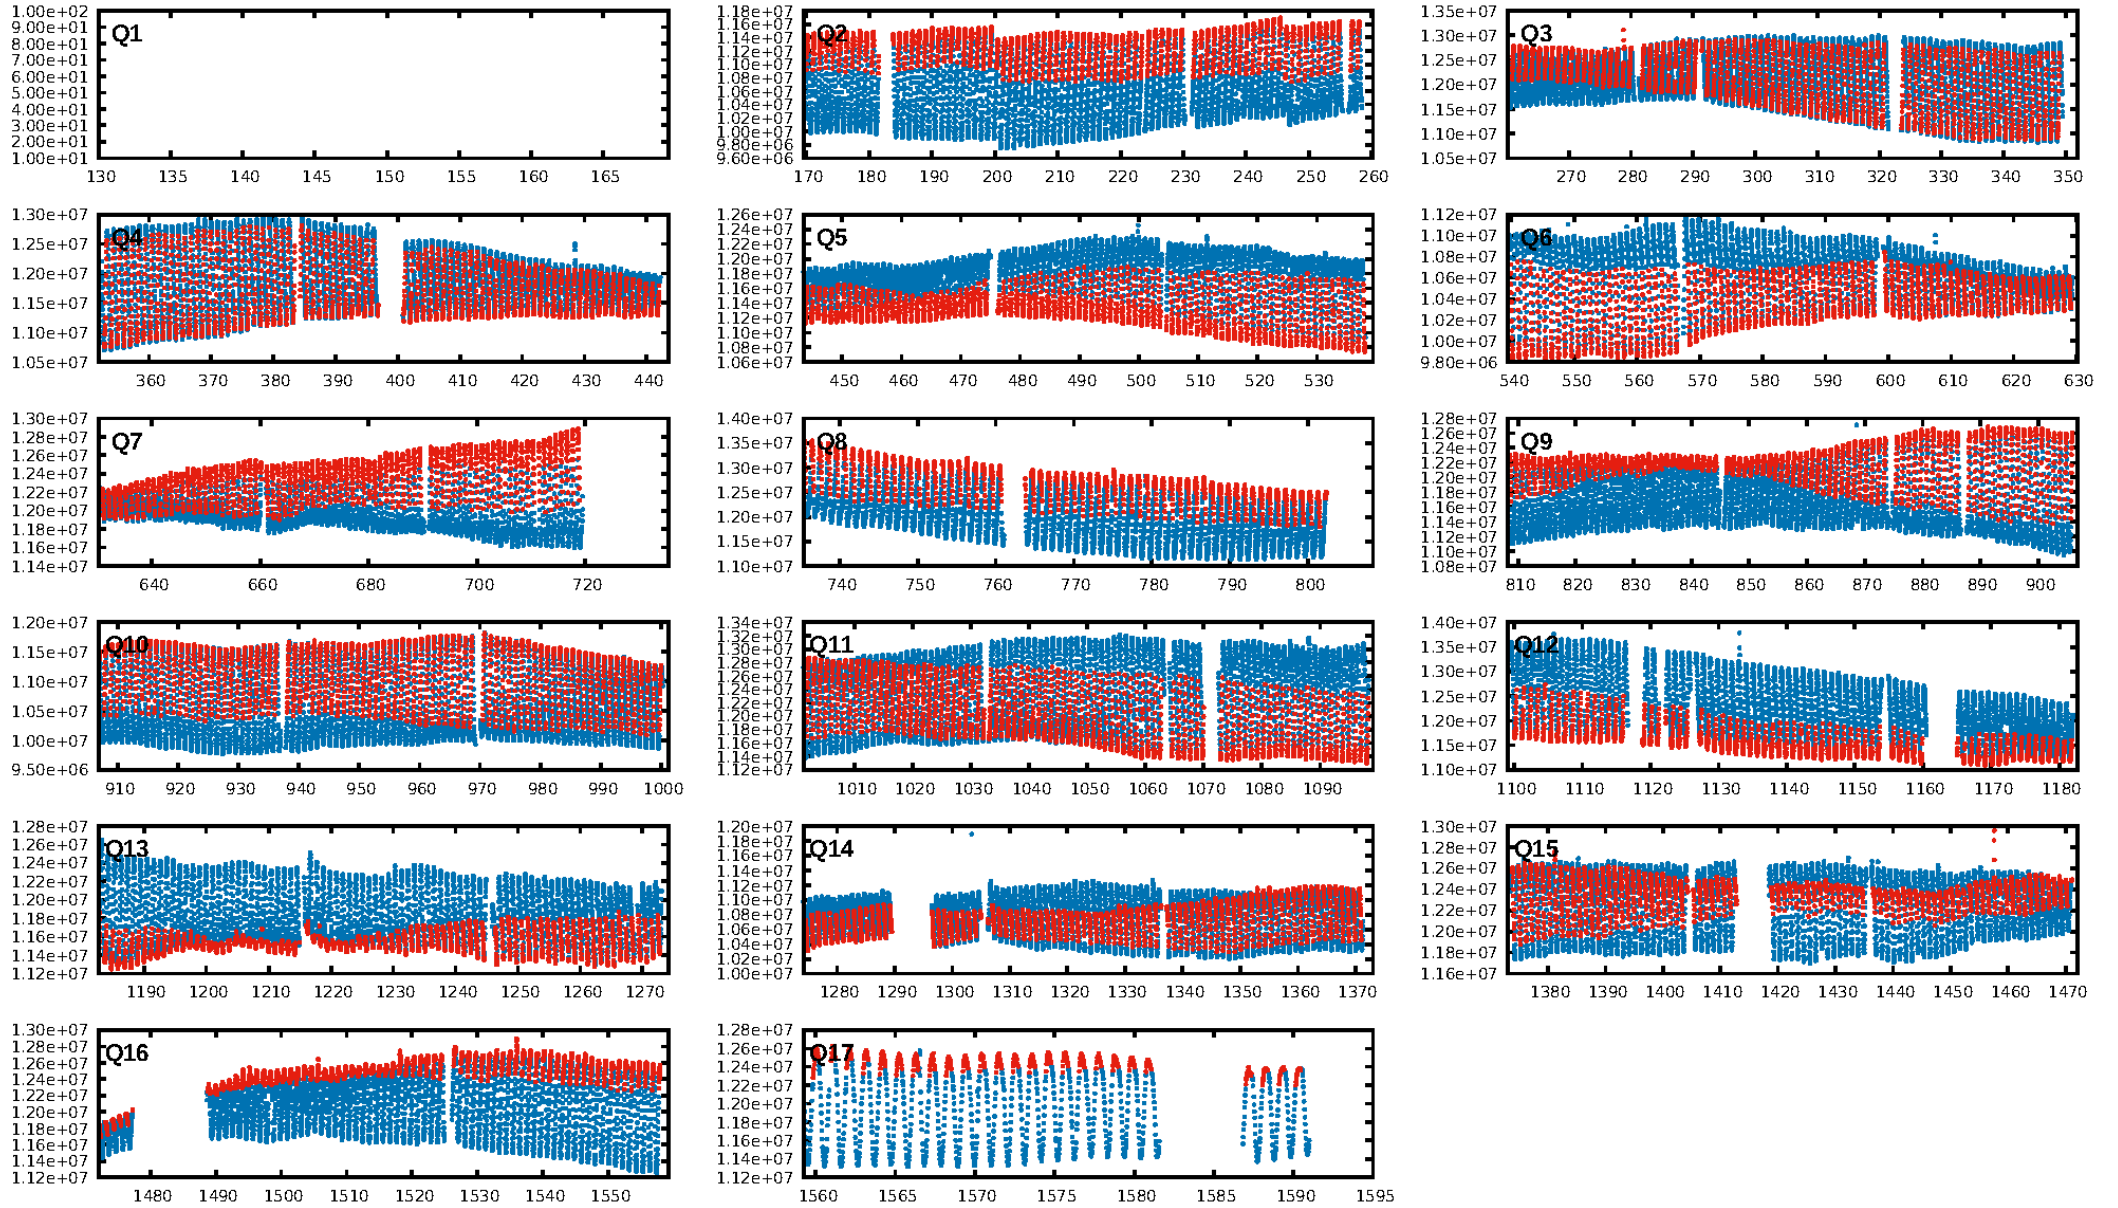 Q1
1.00e+02
9.00e+01
8.00e+01
7.00e+01
6.00e+01
5.00e+01
4.00e+01
3.00e+01
2.00e+01
1.00e+01
130 135 140 145 150 155 160 165
Q2
1.18e+07
1.16e+07
1.14e+07
1.12e+07
1.10e+07
1.08e+07
1.06e+07
1.04e+07
1.02e+07
1.00e+07
9.80e+06
9.60e+06
170 180 190 200 210 220 230 240 250 260
Q3
1.35e+07
1.30e+07
1.25e+07
1.20e+07
1.15e+07
1.10e+07
1.05e+07
270 280 290 300 310 320 330 340 350
Q4
1.30e+07
1.25e+07
1.20e+07
1.15e+07
1.10e+07
1.05e+07
360 370 380 390 400 410 420 430 440
Q5
1.26e+07
1.24e+07
1.22e+07
1.20e+07
1.18e+07
1.16e+07
1.14e+07
1.12e+07
1.10e+07
1.08e+07
1.06e+07
450 460 470 480 490 500 510 520 530
Q6
1.12e+07
1.10e+07
1.08e+07
1.06e+07
1.04e+07
1.02e+07
1.00e+07
9.80e+06
540 550 560 570 580 590 600 610 620 630
Q7
1.30e+07
1.28e+07
1.26e+07
1.24e+07
1.22e+07
1.20e+07
1.18e+07
1.16e+07
1.14e+07
640 660 680 700 720
Q8
1.40e+07
1.35e+07
1.30e+07
1.25e+07
1.20e+07
1.15e+07
1.10e+07
740 750 760 770 780 790 800
Q9
1.28e+07
1.26e+07
1.24e+07
1.22e+07
1.20e+07
1.18e+07
1.16e+07
1.14e+07
1.12e+07
1.10e+07
1.08e+07
810 820 830 840 850 860 870 880 890 900
Q10
1.20e+07
1.15e+07
1.10e+07
1.05e+07
1.00e+07
9.50e+06
910 920 930 940 950 960 970 980 990 1000
Q11
1.34e+07
1.32e+07
1.30e+07
1.28e+07
1.26e+07
1.24e+07
1.22e+07
1.20e+07
1.18e+07
1.16e+07
1.14e+07
1.12e+07
1010 1020 1030 1040 1050 1060 1070 1080 1090
Q12
1.40e+07
1.35e+07
1.30e+07
1.25e+07
1.20e+07
1.15e+07
1.10e+07
1100 1110 1120 1130 1140 1150 1160 1170 1180
Q13
1.28e+07
1.26e+07
1.24e+07
1.22e+07
1.20e+07
1.18e+07
1.16e+07
1.14e+07
1.12e+07
1190 1200 1210 1220 1230 1240 1250 1260 1270
Q14
1.20e+07
1.18e+07
1.16e+07
1.14e+07
1.12e+07
1.10e+07
1.08e+07
1.06e+07
1.04e+07
1.02e+07
1.00e+07
1280 1290 1300 1310 1320 1330 1340 1350 1360 1370
Q15
1.30e+07
1.28e+07
1.26e+07
1.24e+07
1.22e+07
1.20e+07
1.18e+07
1.16e+07
1380 1390 1400 1410 1420 1430 1440 1450 1460 1470
Q16
1.30e+07
1.28e+07
1.26e+07
1.24e+07
1.22e+07
1.20e+07
1.18e+07
1.16e+07
1.14e+07
1.12e+07
1480 1490 1500 1510 1520 1530 1540 1550
Q17
1.28e+07
1.26e+07
1.24e+07
1.22e+07
1.20e+07
1.18e+07
1.16e+07
1.14e+07
1.12e+07
1560 1565 1570 1575 1580 1585 1590 1595